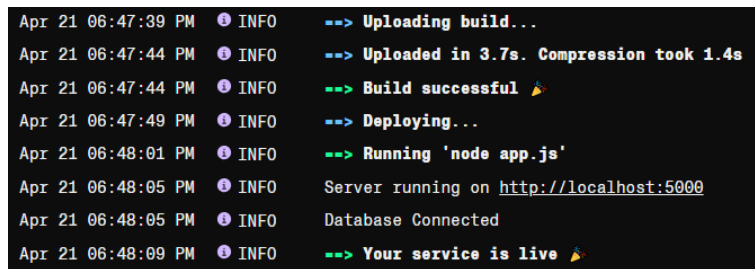 Apr 21 06:47:39 PM INFO ==> Uploading build...
Apr 21 06:47:44 PM INFO ==> Uploaded in 3.7s. Compression took 1.4s
Apr 21 06:47:44 PM INFO ==> Build successful 🎉
Apr 21 06:47:49 PM INFO ==> Deploying...
Apr 21 06:48:01 PM INFO ==> Running 'node app.js'
Apr 21 06:48:05 PM INFO Server running on http://localhost:5000
Apr 21 06:48:05 PM INFO Database Connected
Apr 21 06:48:09 PM INFO ==> Your service is live 🎉